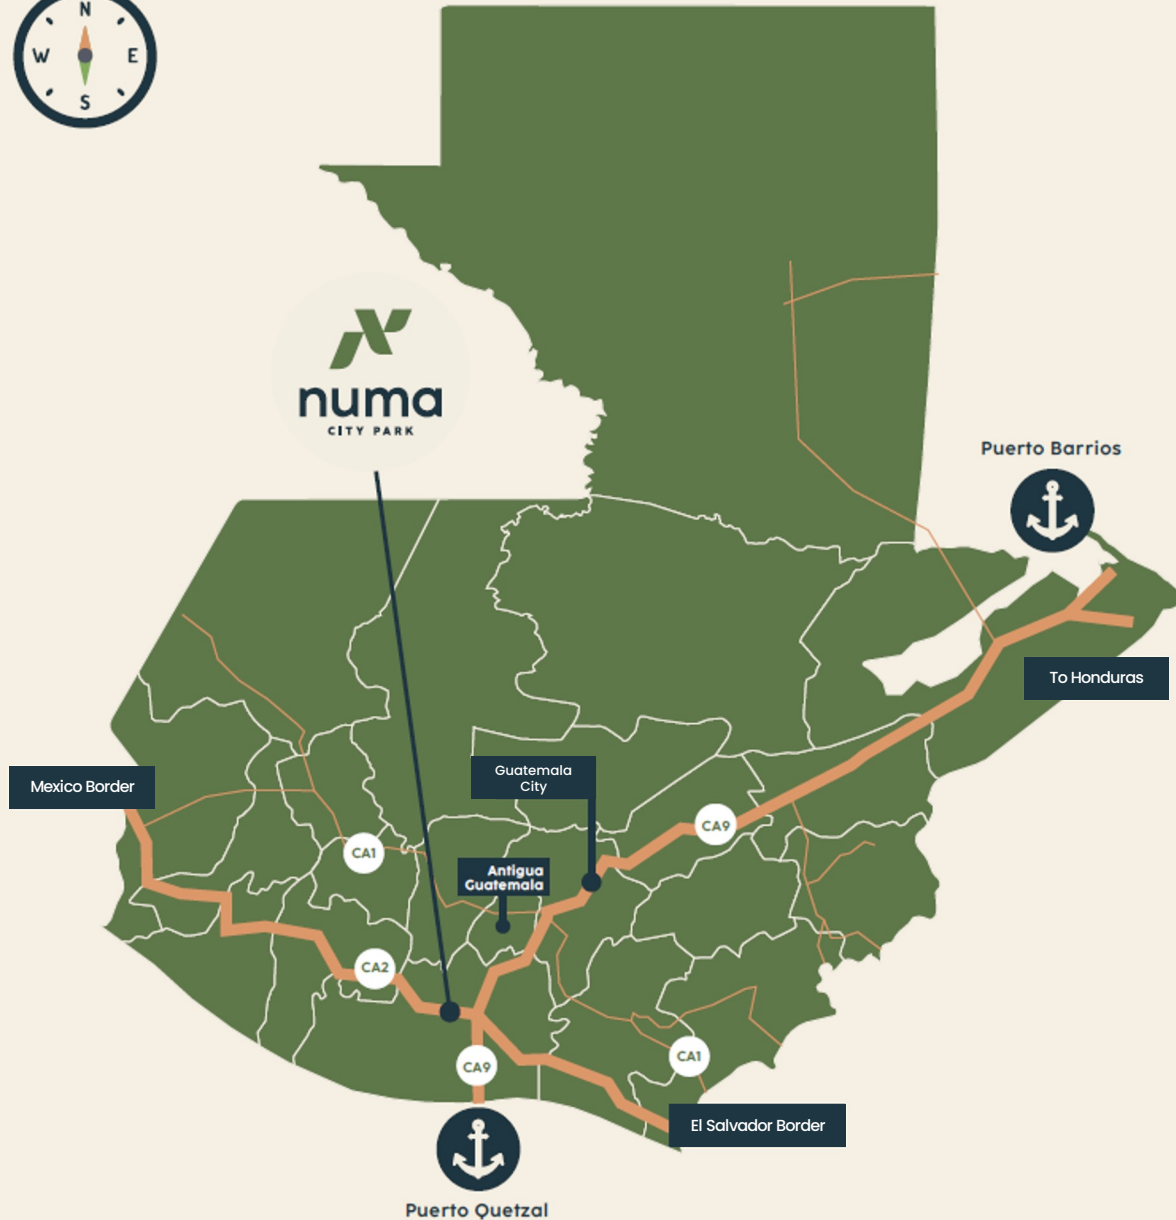 N
W
E
S
numa
CITY PARK
Puerto Barrios
To Honduras
Mexico Border
Guatemala
City
CA9
CA1
Antigua
Guatemala
CA2
CA9
CA1
El Salvador Border
Puerto Quetzal